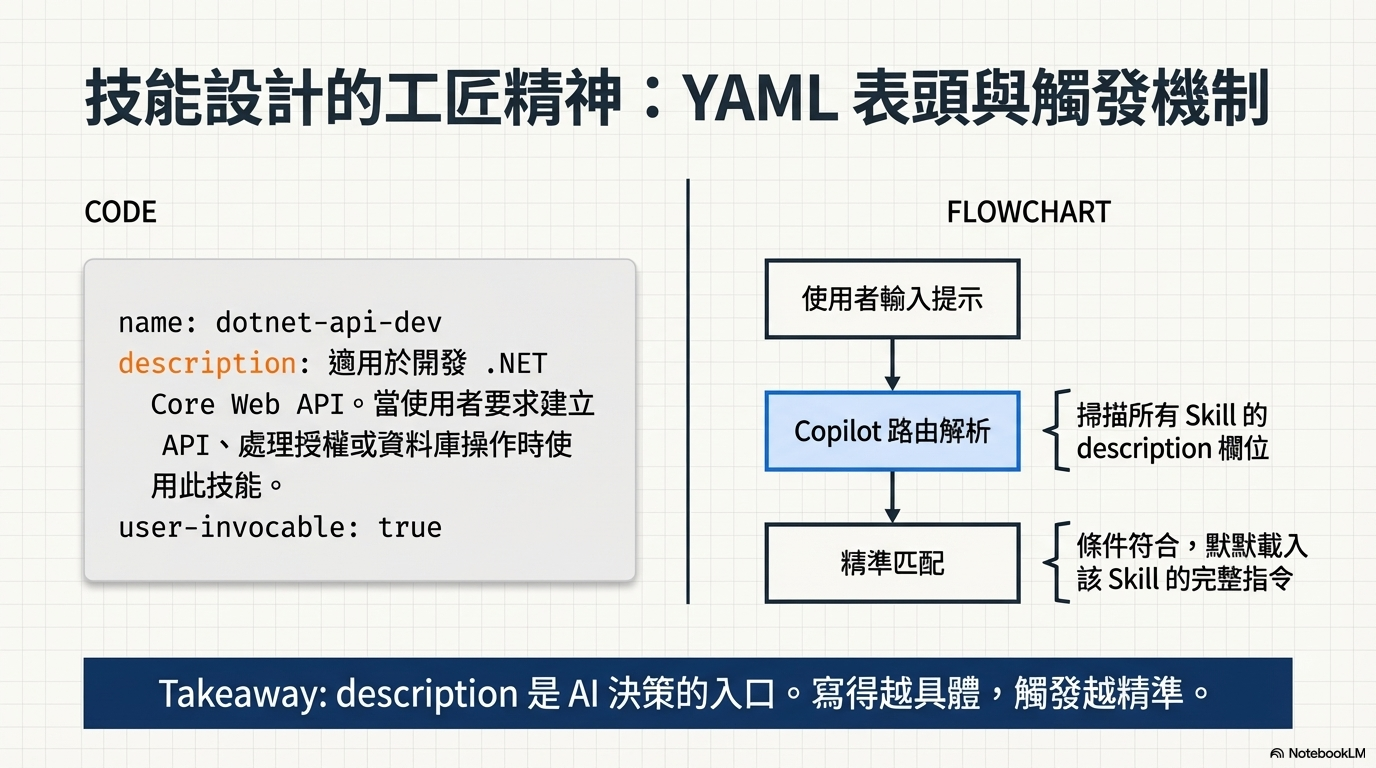 技能設計的工匠精神：YAML 表頭與觸發機制
CODE
name: dotnet-api-dev
description: 適用於開發 .NET
Core Web API。當使用者要求建立
API、處理授權或資料庫操作時使
用此技能。
user-invocable: true
FLOWCHART
使用者輸入提示
Copilot 路由解析
掃描所有 Skill 的
description 欄位
精準匹配
條件符合，默默載入
該 Skill 的完整指令
Takeaway: description 是 AI 決策的入口。寫得越具體，觸發越精準。
NotebookLM